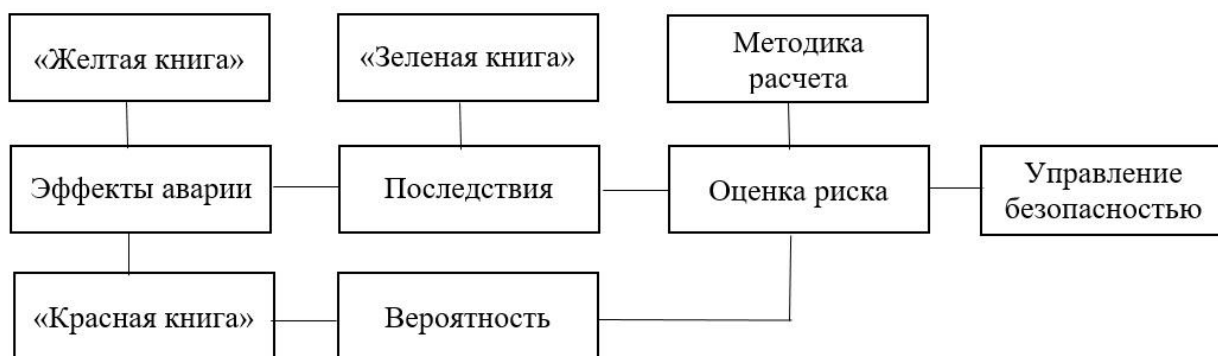 «Желтая книга»
«Зеленая книга»
Методика
расчета
Эффекты аварии
Последствия
Оценка риска
Управление
безопасностью
«Красная книга»
Вероятность